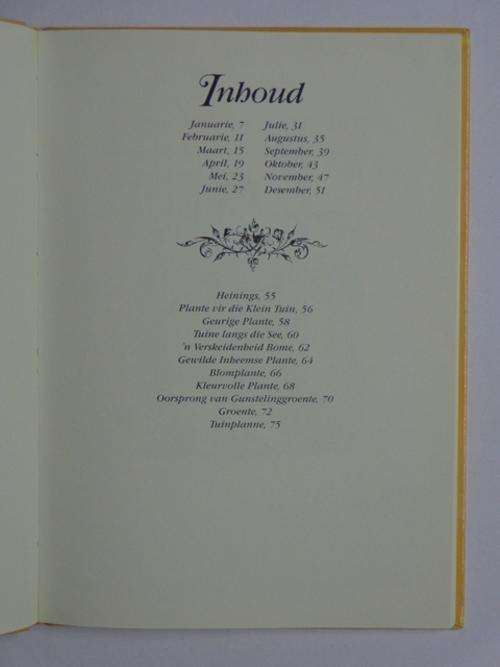 Inhoud
Januarie, 7
Februarie, 11
Maart, 15
April, 19
Mei, 23
Junie, 27
Julie, 31
Augustus, 35
September, 39
Oktober, 43
November, 47
Desember, 51
Heinings, 55
Plante vir die Klein Tuin, 56
Geurige Plante, 58
Tuine langs die See, 60
'n Verskeidenheid Bome, 62
Gewilde Inheemse Plante, 64
Blomplante, 66
Kleurvolle Plante, 68
Oorsprong van Gunstelinggroente, 70
Groente, 72
Tuinplanne, 75